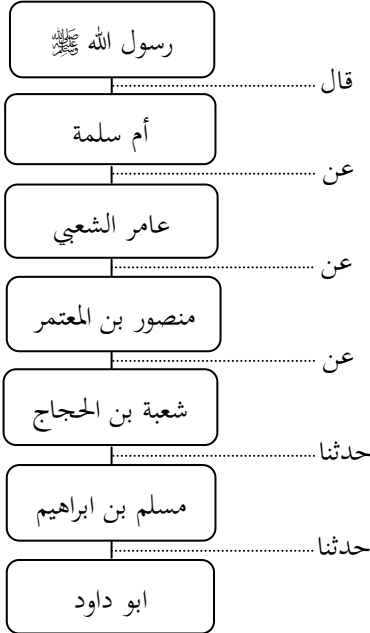 رسول الله ﷺ
قال
أم سلمة
عن
عامر الشعبي
عن
منصور بن المعتمر
عن
شعبة بن الحجاج
حدثنا
مسلم بن ابراهيم
حدثنا
ابو داود